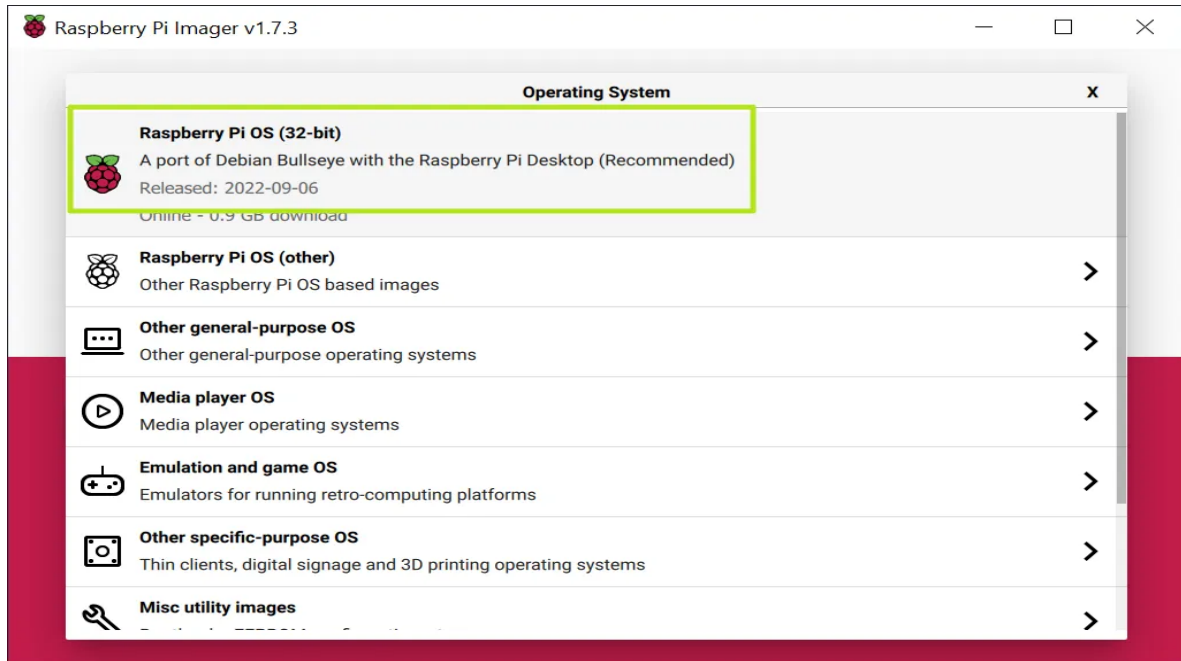 Raspberry Pi Imager v1.7.3
Operating System
X
Raspberry Pi OS (32-bit)
A port of Debian Bullseye with the Raspberry Pi Desktop (Recommended)
Released: 2022-09-06
Online - 0.9 GB download
Raspberry Pi OS (other)
Other Raspberry Pi OS based images
Other general-purpose OS
Other general-purpose operating systems
Media player OS
Media player operating systems
Emulation and game OS
Emulators for running retro-computing platforms
Other specific-purpose OS
Thin clients, digital signage and 3D printing operating systems
Misc utility images